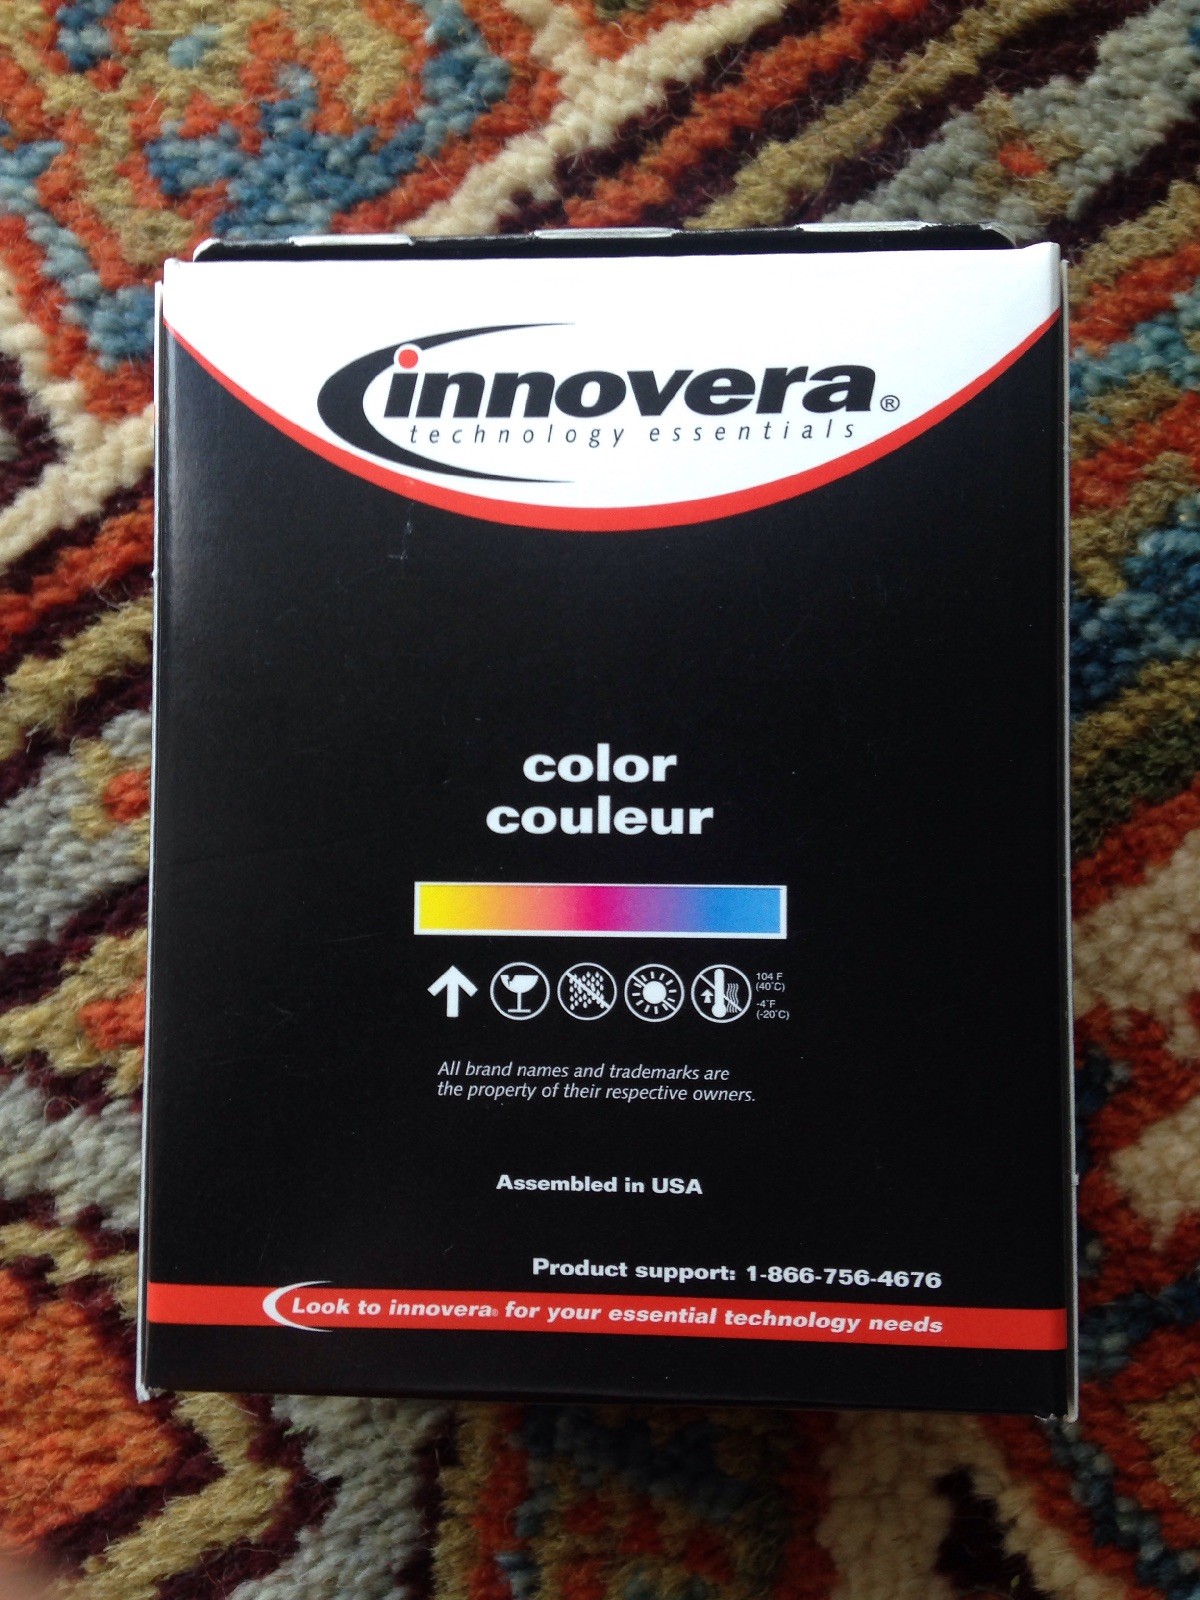 innovera®
technology essentials
color
couleur
104 F
(40°C)
-4°F
(-20°C)
All brand names and trademarks are
the property of their respective owners.
Assembled in USA
Product support: 1-866-756-4676
Look to innovera® for your essential technology needs